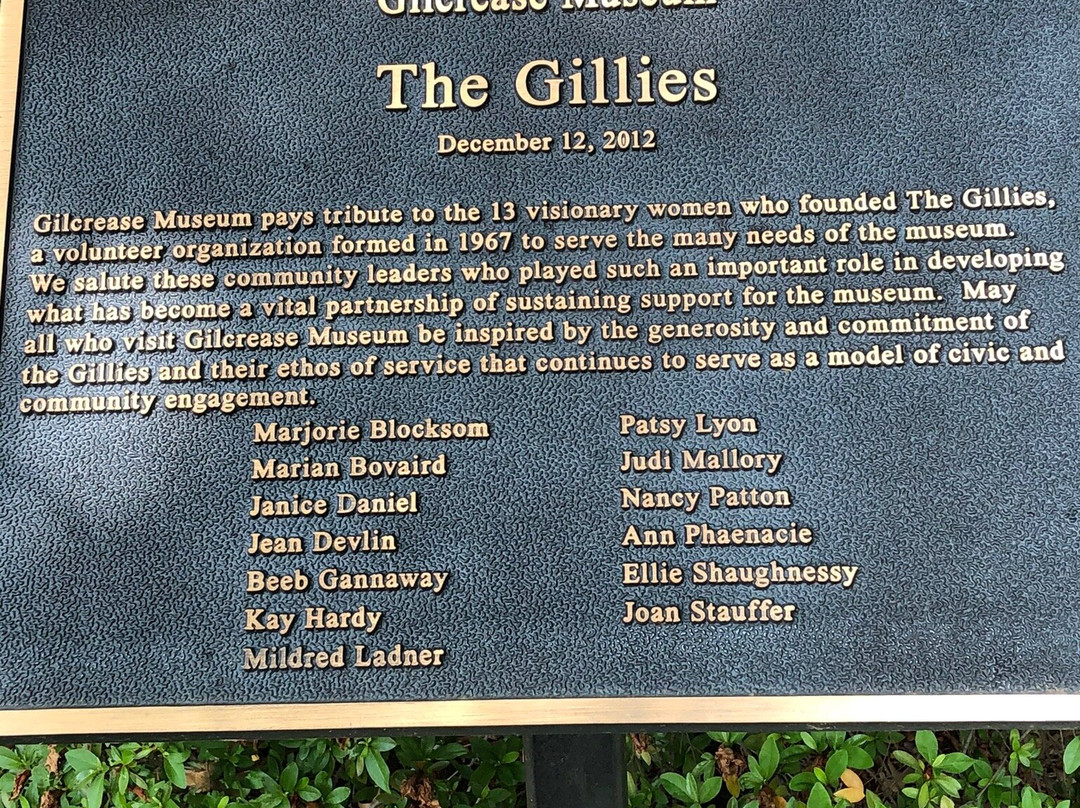 Gilcrease Museum
The Gillies
December 12, 2012
Gilcrease Museum pays tribute to the 13 visionary women who founded The Gillies,
a volunteer organization formed in 1967 to serve the many needs of the museum.
We salute these community leaders who played such an important role in developing
what has become a vital partnership of sustaining support for the museum. May
all who visit Gilcrease Museum be inspired by the generosity and commitment of
the Gillies and their ethos of service that continues to serve as a model of civic and
community engagement.
Marjorie Blocksom
Marian Bovaird
Janice Daniel
Jean Devlin
Beeb Gannaway
Kay Hardy
Mildred Ladner
Patsy Lyon
Judi Mallory
Nancy Patton
Ann Phaenacie
Ellie Shaughnessy
Joan Stauffer